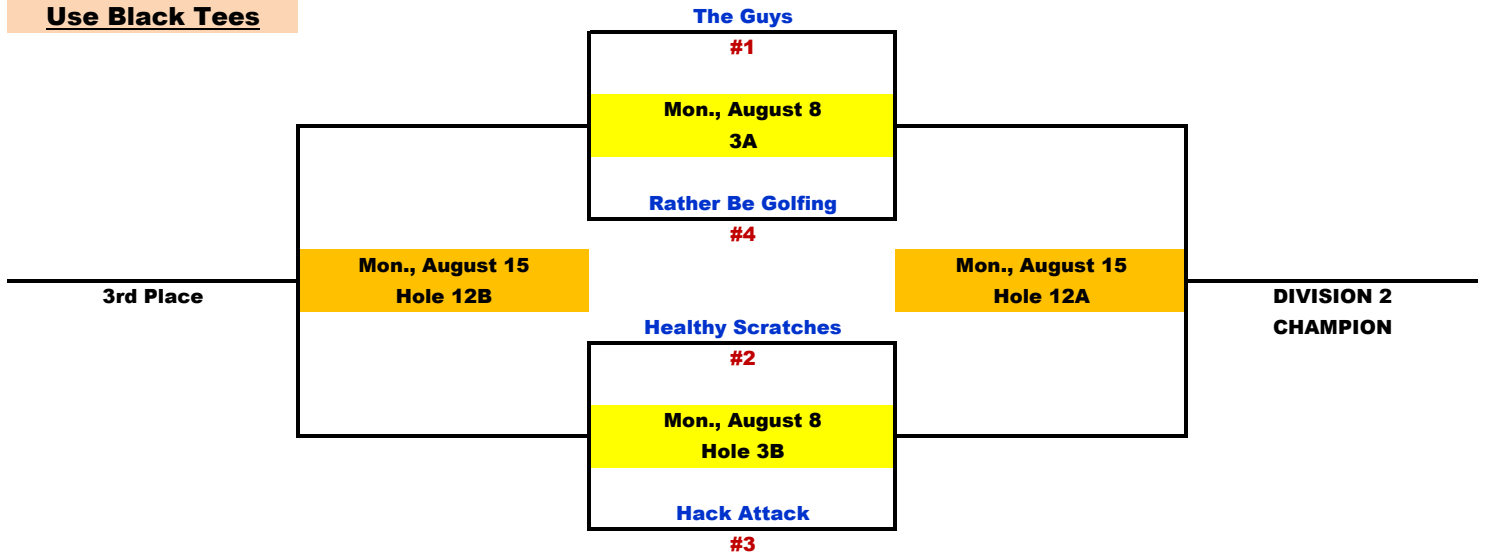 Use Black Tees
The Guys
#1
Mon., August 8
3A
Rather Be Golfing
#4
Mon., August 15
Hole 12B
Mon., August 15
Hole 12A
3rd Place
DIVISION 2
CHAMPION
Healthy Scratches
#2
Mon., August 8
Hole 3B
Hack Attack
#3